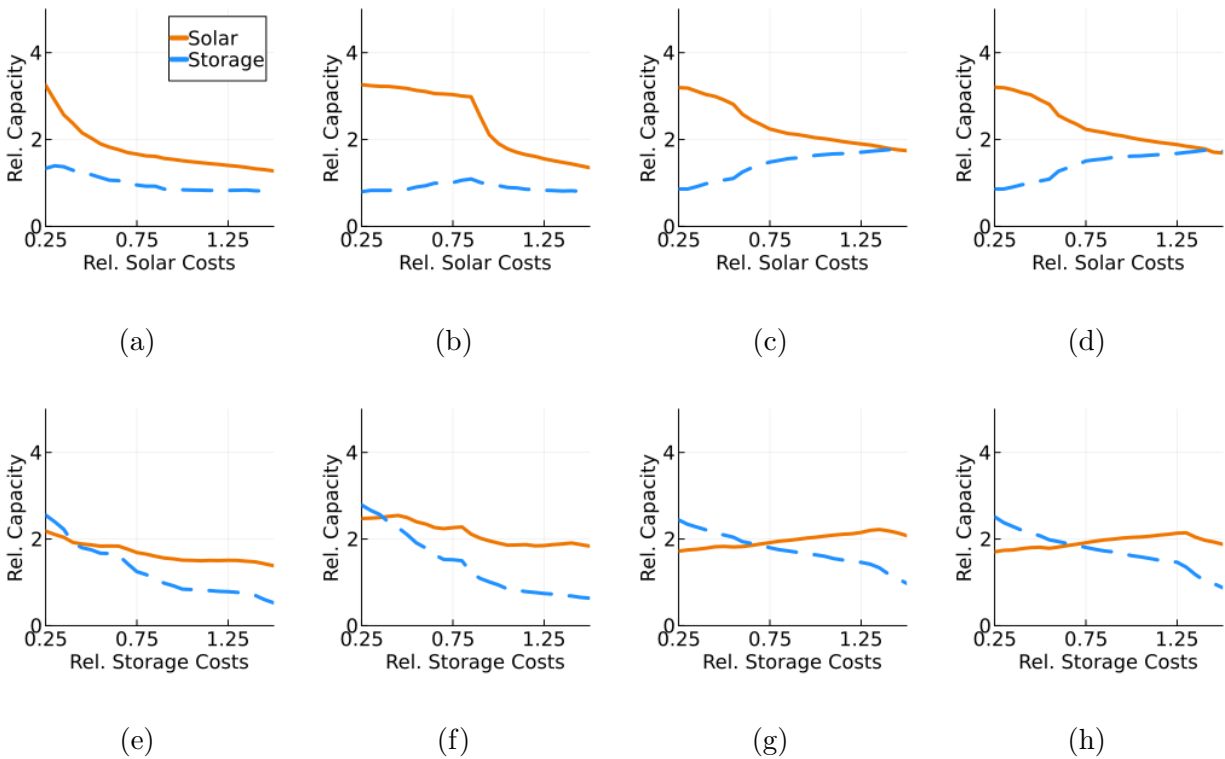 Solar
Storage
Rel. Capacity
4
2
0
0.25 0.75 1.25
Rel. Solar Costs
(a)
Rel. Capacity
4
2
0
0.25 0.75 1.25
Rel. Solar Costs
(b)
Rel. Capacity
4
2
0
0.25 0.75 1.25
Rel. Solar Costs
(c)
Rel. Capacity
4
2
0
0.25 0.75 1.25
Rel. Solar Costs
(d)
Rel. Capacity
4
2
0
0.25 0.75 1.25
Rel. Storage Costs
(e)
Rel. Capacity
4
2
0
0.25 0.75 1.25
Rel. Storage Costs
(f)
Rel. Capacity
4
2
0
0.25 0.75 1.25
Rel. Storage Costs
(g)
Rel. Capacity
4
2
0
0.25 0.75 1.25
Rel. Storage Costs
(h)